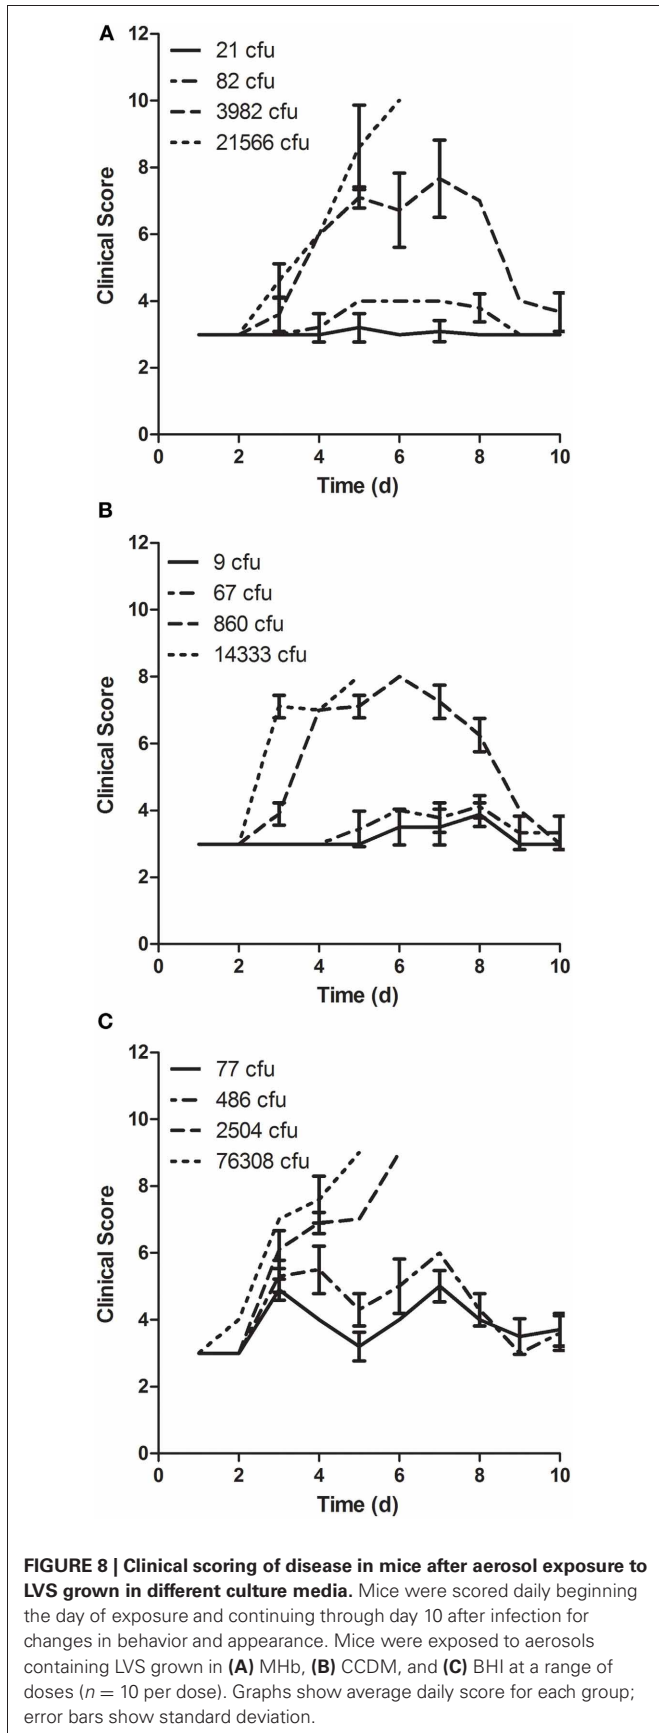 A
12
21 cfu
82 cfu
10
3982 cfu
21566 cfu
8
6
4
2
0
Clinical Score
0 2 4 6 8 10
Time (d)
B
12
9 cfu
67 cfu
10
860 cfu
14333 cfu
8
6
4
2
0
Clinical Score
0 2 4 6 8 10
Time (d)
C
12
77 cfu
486 cfu
10
2504 cfu
76308 cfu
8
6
4
2
0
Clinical Score
0 2 4 6 8 10
Time (d)
FIGURE 8 | Clinical scoring of disease in mice after aerosol exposure to
LVS grown in different culture media. Mice were scored daily beginning
the day of exposure and continuing through day 10 after infection for
changes in behavior and appearance. Mice were exposed to aerosols
containing LVS grown in (A) MHb, (B) CCDM, and (C) BHI at a range of
doses (n = 10 per dose). Graphs show average daily score for each group;
error bars show standard deviation.